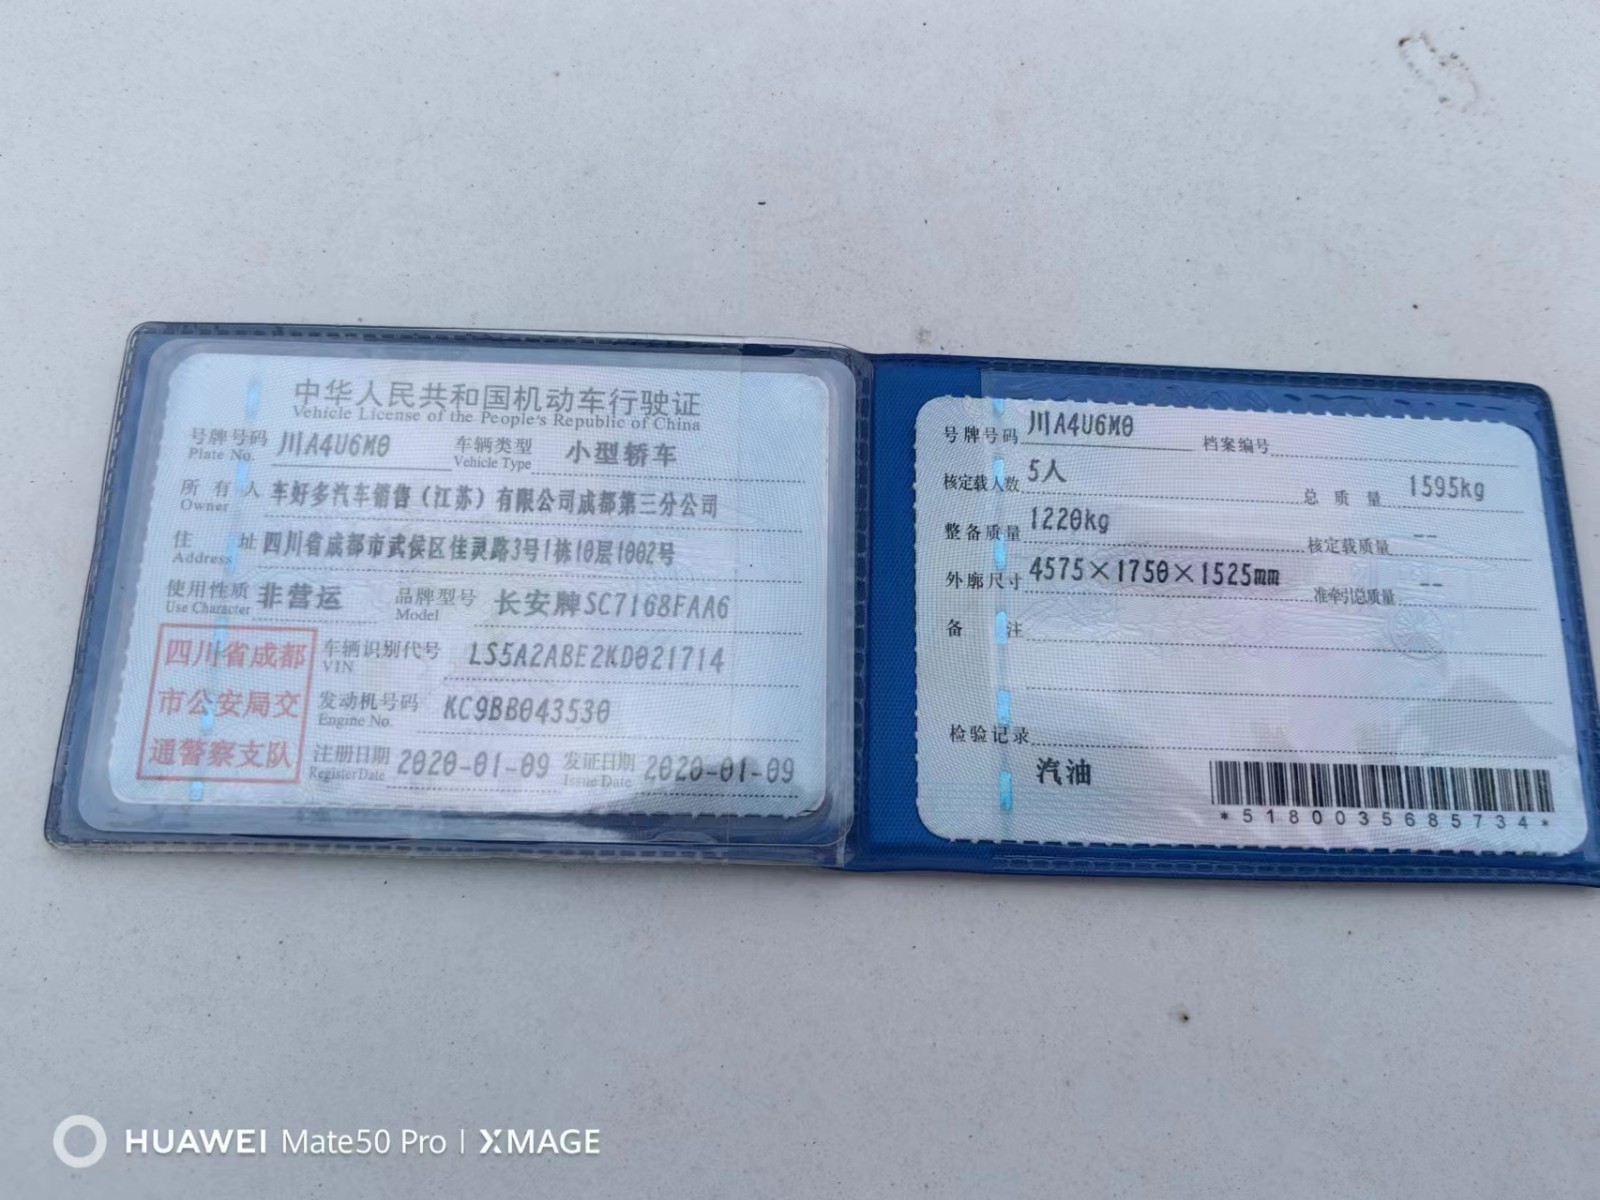 中华人民共和国机动车行驶证
Vehicle License of the People's Republic of China
号牌号码 川A4U6M0 车辆类型 小型轿车
Plate No. Vehicle Type
所有人 车好多汽车销售（江苏）有限公司成都第三分公司
Owner
住址 四川省成都市武侯区佳灵路3号1栋10层1002号
Address
使用性质 非营运 品牌型号 长安牌SC7168FAA6
Use Character Model
四川省成都
市公安局交
通警察支队
车辆识别代号 LS5A2ABE2KD021714
VIN
发动机号码 KC9BB043530
Engine No.
注册日期 2020-01-09 发证日期 2020-01-09
Register Date Issue Date
号牌号码 川A4U6M0 档案编号
核定载人数 5人 总质量 1595kg
整备质量 1220kg 核定载质量 --
外廓尺寸 4575×1750×1525mm 准牵引总质量 --
备注
检验记录
汽油
*5180035685734*
HUAWEI Mate50 Pro | XMAGE